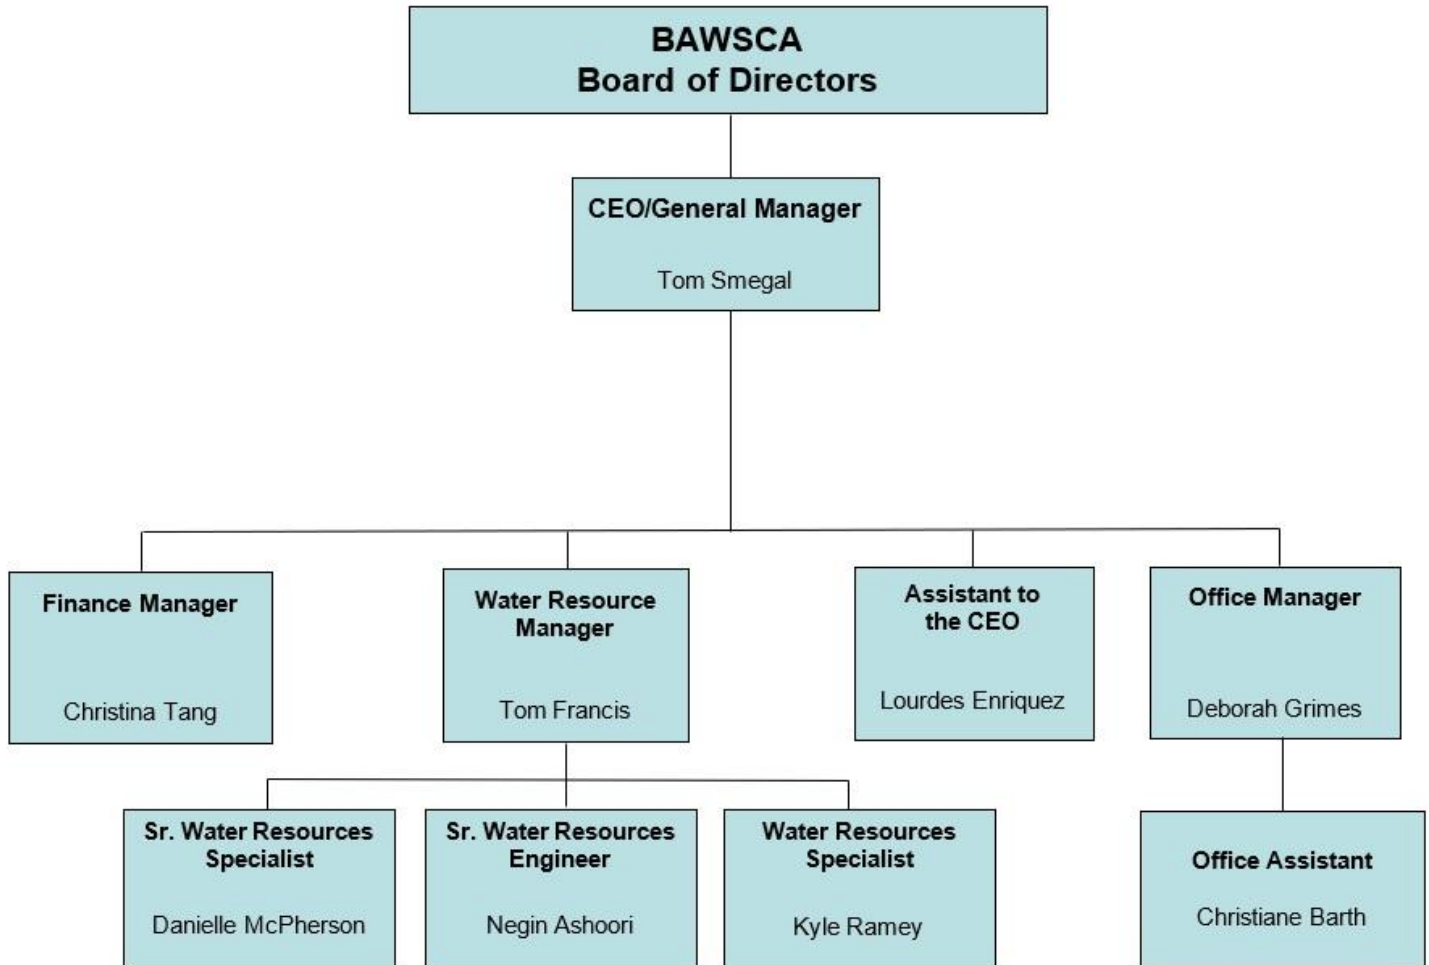 BAWSCA
Board of Directors
CEO/General Manager
Tom Smegal
Finance Manager
Christina Tang
Water Resource
Manager
Tom Francis
Assistant to
the CEO
Lourdes Enriquez
Office Manager
Deborah Grimes
Sr. Water Resources
Specialist
Danielle McPherson
Sr. Water Resources
Engineer
Negin Ashoori
Water Resources
Specialist
Kyle Ramey
Office Assistant
Christiane Barth